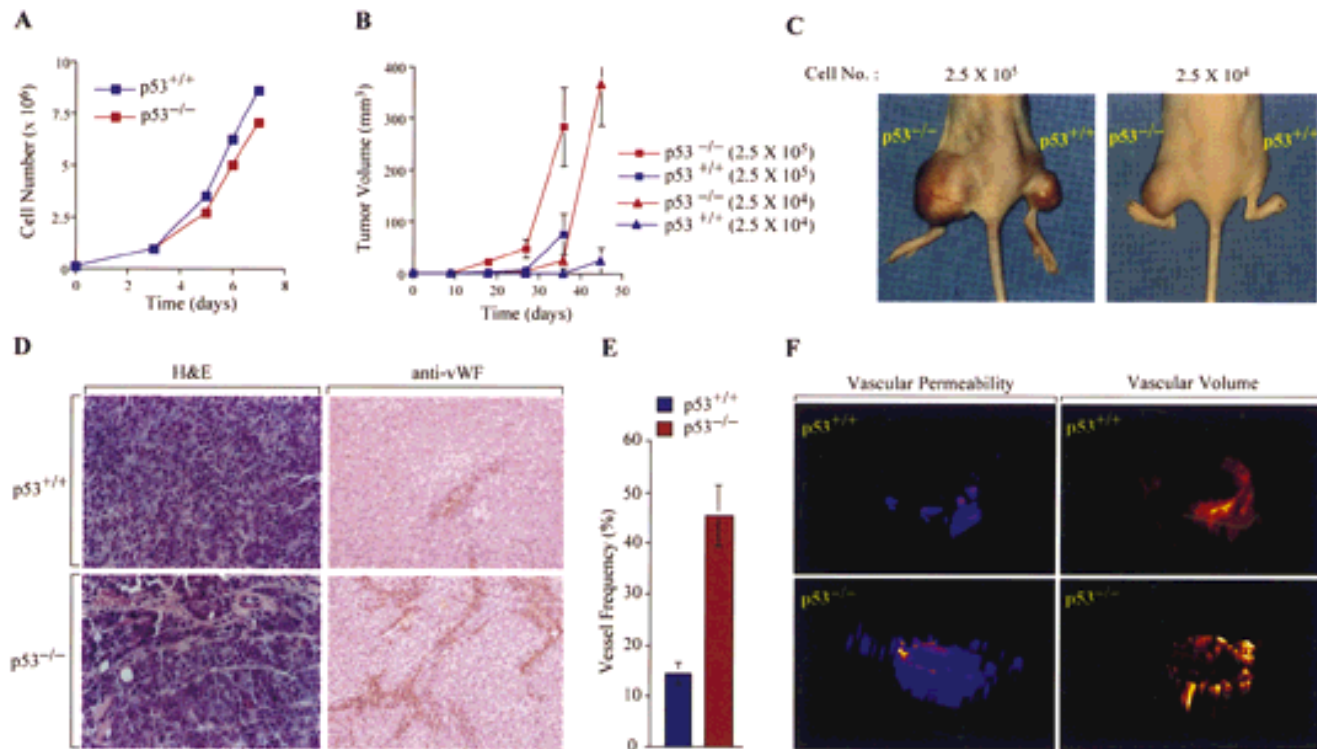 A
p53+/+
p53−/−
Cell Number (x 10⁶)
10
7.5
5
2.5
0
0 2 4 6 8
Time (days)
B
Tumor Volume (mm³)
400
300
200
100
0
0 10 20 30 40 50
Time (days)
p53 −/− (2.5 X 10⁵)
p53 +/+ (2.5 X 10⁵)
p53 −/− (2.5 X 10⁴)
p53 +/+ (2.5 X 10⁴)
C
Cell No. : 2.5 X 10⁵ 2.5 X 10⁴
p53−/− p53+/+ p53−/− p53+/+
D
H&E anti-vWF
p53+/+
p53−/−
E
p53+/+
p53−/−
Vessel Frequency (%)
60
50
40
30
20
10
0
F
Vascular Permeability Vascular Volume
p53+/+ p53+/+
p53−/− p53−/−